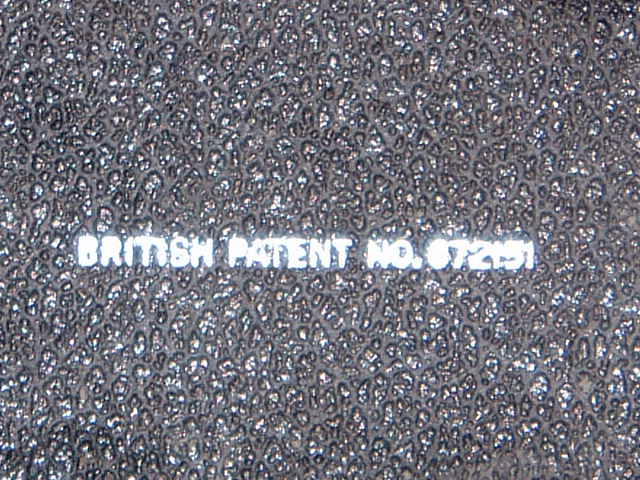 BRITISH PATENT NO. 672151